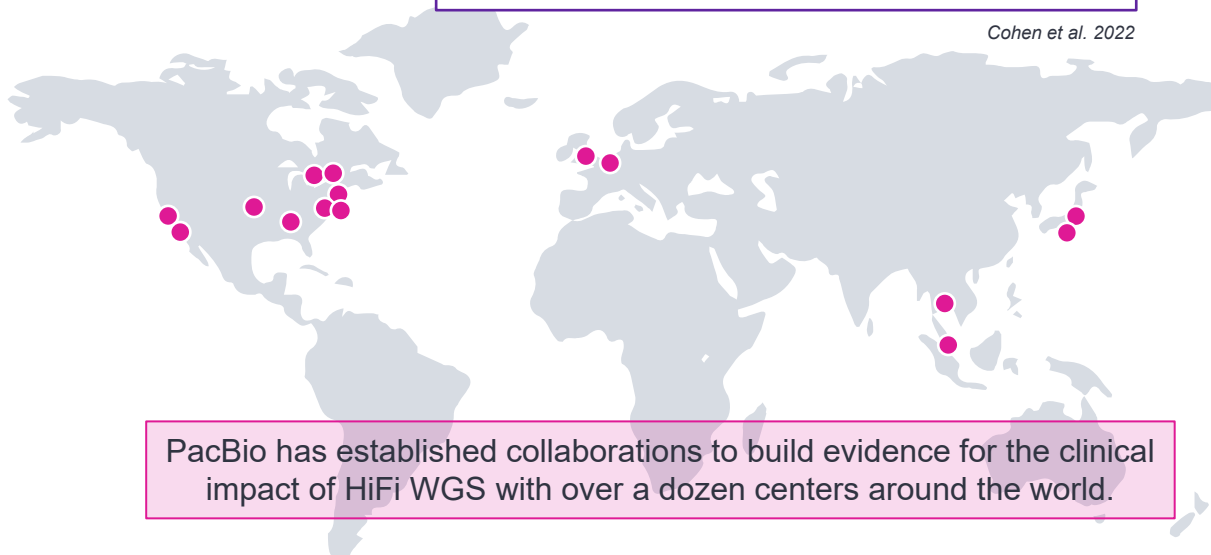 Cohen et al. 2022
PacBio has established collaborations to build evidence for the clinical
impact of HiFi WGS with over a dozen centers around the world.